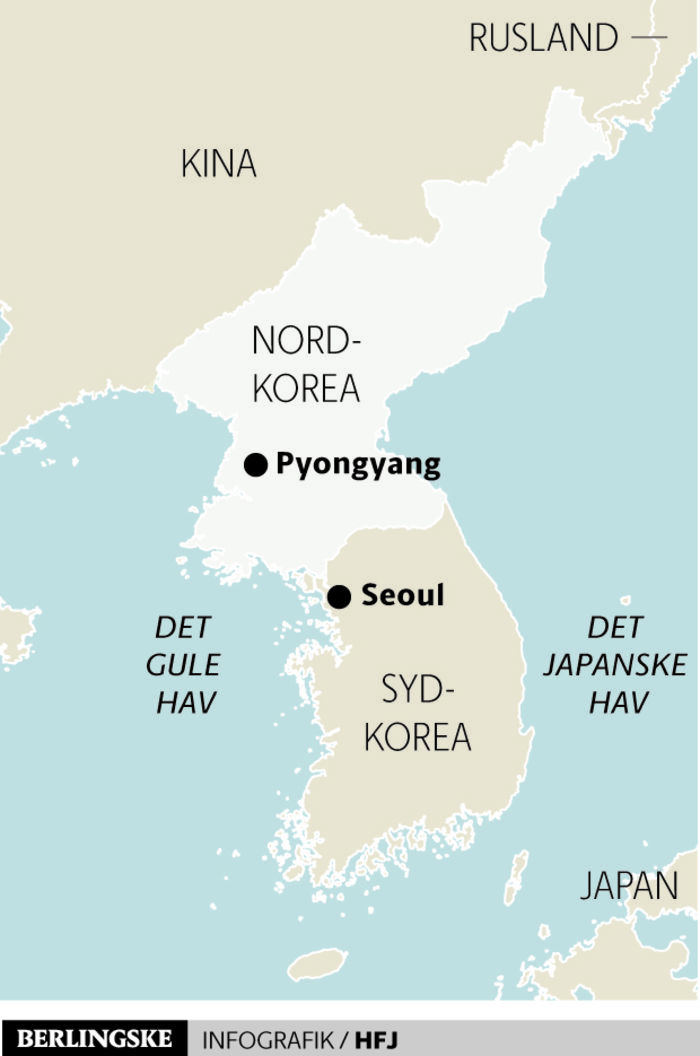 RUSLAND
KINA
NORD-
KOREA
Pyongyang
Seoul
DET
GULE
HAV
DET
JAPANSKE
HAV
SYD-
KOREA
JAPAN
BERLINGSKE INFOGRAFIK / HFJ